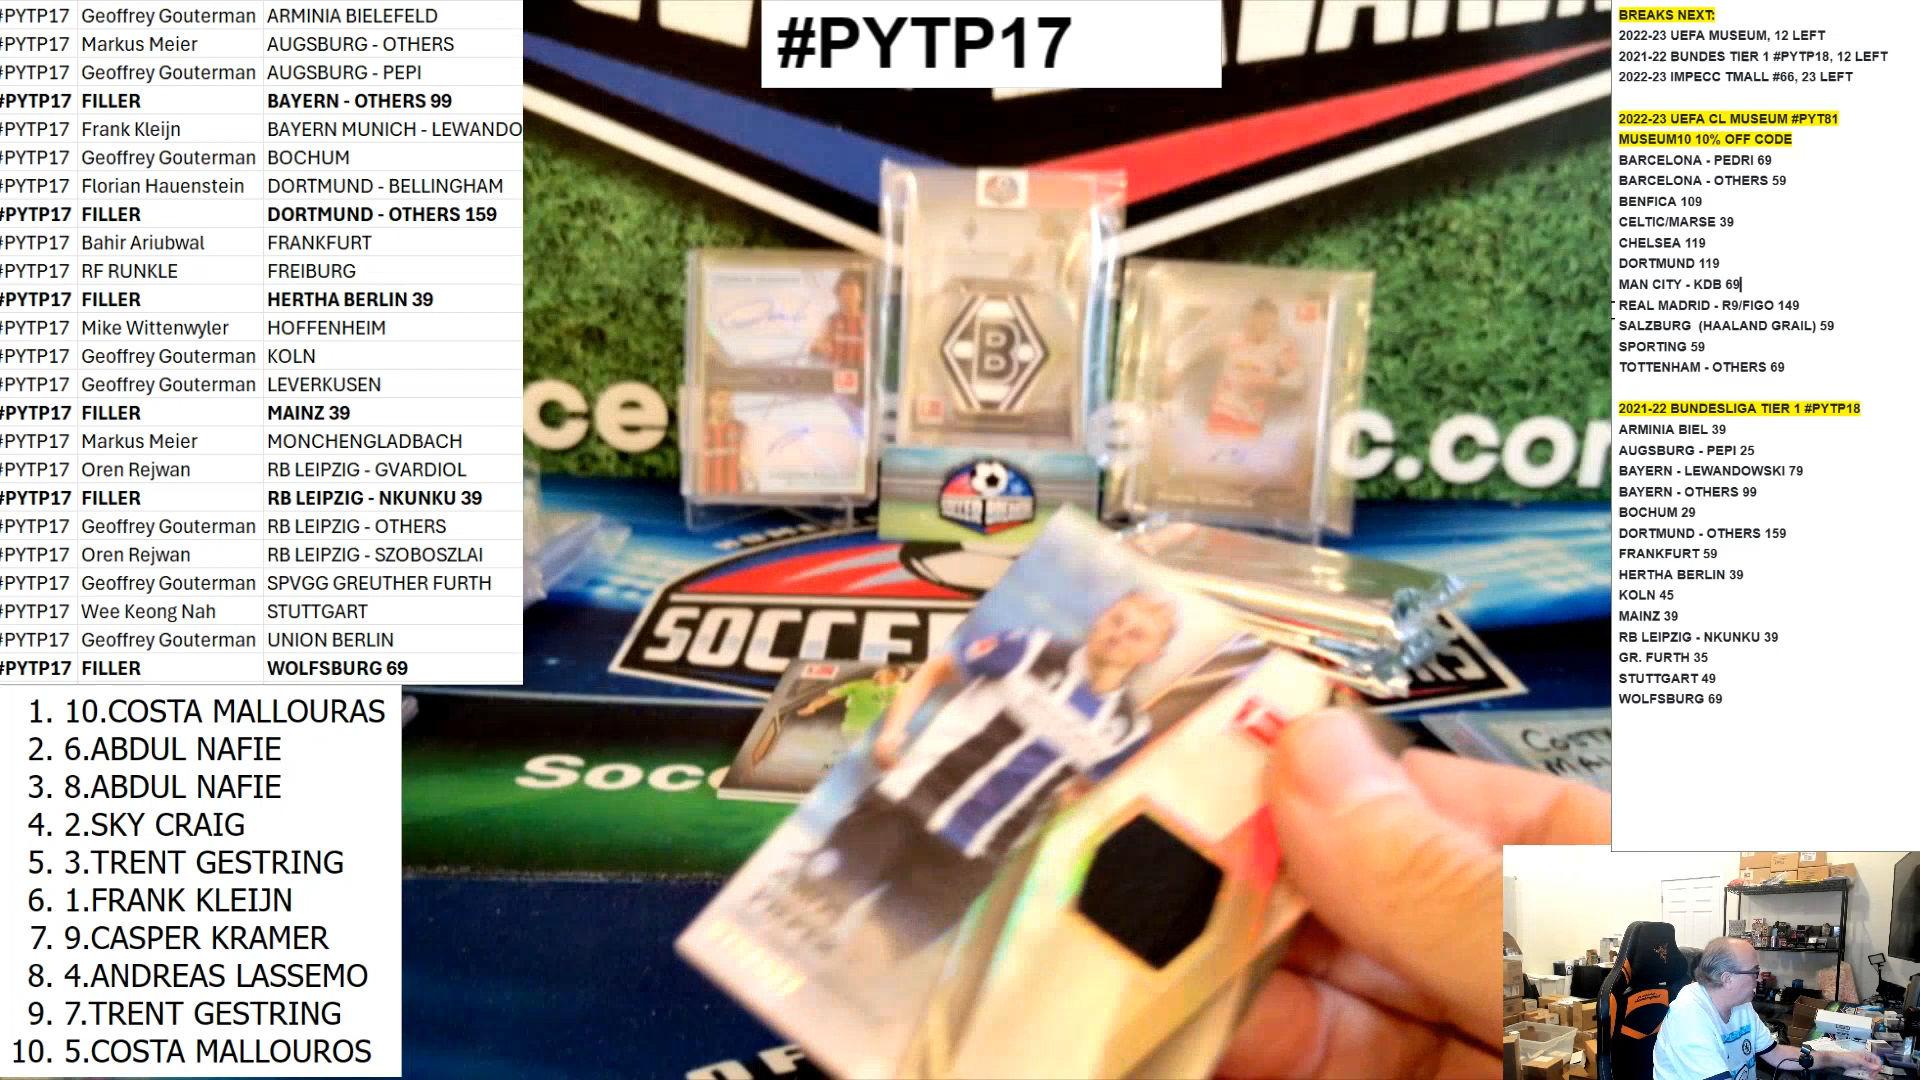 #PYTP17 Geoffrey Gouterman ARMINIA BIELEFELD
#PYTP17 Markus Meier AUGSBURG - OTHERS
#PYTP17 Geoffrey Gouterman AUGSBURG - PEPI
#PYTP17 FILLER BAYERN - OTHERS 99
#PYTP17 Frank Kleijn BAYERN MUNICH - LEWANDO
#PYTP17 Geoffrey Gouterman BOCHUM
#PYTP17 Florian Hauenstein DORTMUND - BELLINGHAM
#PYTP17 FILLER DORTMUND - OTHERS 159
#PYTP17 Bahir Ariubwal FRANKFURT
#PYTP17 RF RUNKLE FREIBURG
#PYTP17 FILLER HERTHA BERLIN 39
#PYTP17 Mike Wittenwyler HOFFENHEIM
#PYTP17 Geoffrey Gouterman KOLN
#PYTP17 Geoffrey Gouterman LEVERKUSEN
#PYTP17 FILLER MAINZ 39
#PYTP17 Markus Meier MONCHENGLADBACH
#PYTP17 Oren Rejwan RB LEIPZIG - GVARDIOL
#PYTP17 FILLER RB LEIPZIG - NKUNKU 39
#PYTP17 Geoffrey Gouterman RB LEIPZIG - OTHERS
#PYTP17 Oren Rejwan RB LEIPZIG - SZOBOSZLAI
#PYTP17 Geoffrey Gouterman SPVGG GREUTHER FURTH
#PYTP17 Wee Keong Nah STUTTGART
#PYTP17 Geoffrey Gouterman UNION BERLIN
#PYTP17 FILLER WOLFSBURG 69
1. 10.COSTA MALLOURAS
2. 6.ABDUL NAFIE
3. 8.ABDUL NAFIE
4. 2.SKY CRAIG
5. 3.TRENT GESTRING
6. 1.FRANK KLEIJN
7. 9.CASPER KRAMER
8. 4.ANDREAS LASSEMO
9. 7.TRENT GESTRING
10. 5.COSTA MALLOUROS
#PYTP17
ce
c.com
SOCCE
RS
Socc
COSTA
BREAKS NEXT:
2022-23 UEFA MUSEUM, 12 LEFT
2021-22 BUNDES TIER 1 #PYTP18, 12 LEFT
2022-23 IMPECC TMALL #66, 23 LEFT
2022-23 UEFA CL MUSEUM #PYT81
MUSEUM10 10% OFF CODE
BARCELONA - PEDRI 69
BARCELONA - OTHERS 59
BENFICA 109
CELTIC/MARSE 39
CHELSEA 119
DORTMUND 119
MAN CITY - KDB 69
REAL MADRID - R9/FIGO 149
SALZBURG (HAALAND GRAIL) 59
SPORTING 59
TOTTENHAM - OTHERS 69
2021-22 BUNDESLIGA TIER 1 #PYTP18
ARMINIA BIEL 39
AUGSBURG - PEPI 25
BAYERN - LEWANDOWSKI 79
BAYERN - OTHERS 99
BOCHUM 29
DORTMUND - OTHERS 159
FRANKFURT 59
HERTHA BERLIN 39
KOLN 45
MAINZ 39
RB LEIPZIG - NKUNKU 39
GR. FURTH 35
STUTTGART 49
WOLFSBURG 69